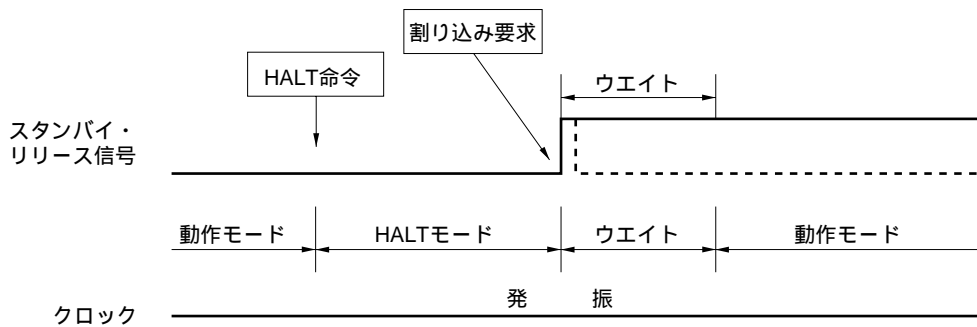 割り込み要求
HALT命令
ウエイト
スタンバイ・
リリース信号
動作モード
HALTモード
ウエイト
動作モード
発 振
クロック